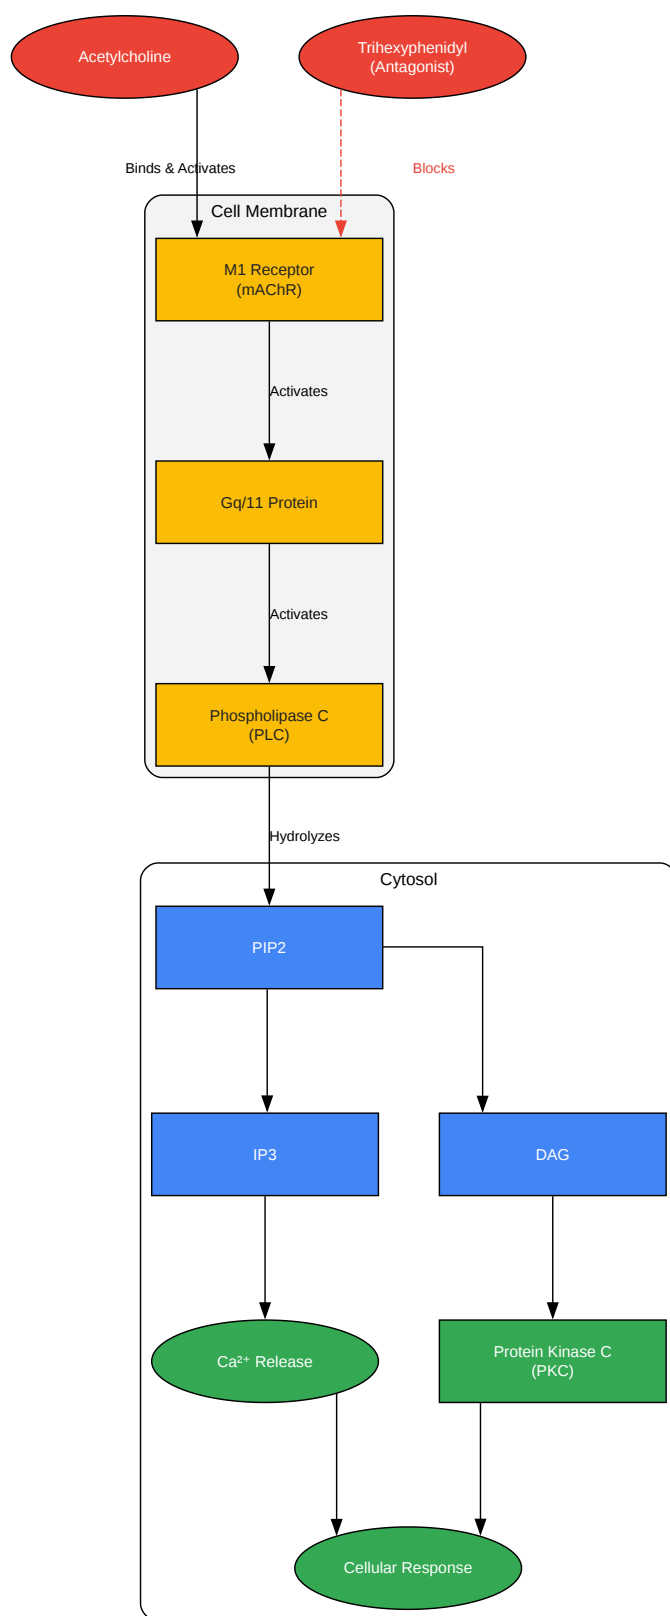 Acetylcholine
Trihexyphenidyl
(Antagonist)
Binds & Activates
Blocks
Cell Membrane
M1 Receptor
(mAChR)
Activates
Gq/11 Protein
Activates
Phospholipase C
(PLC)
Hydrolyzes
Cytosol
PIP2
IP3
DAG
Ca²⁺ Release
Protein Kinase C
(PKC)
Cellular Response